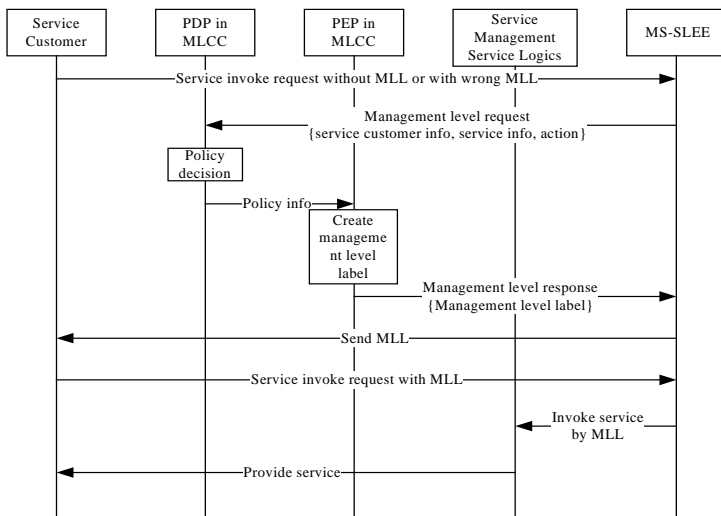 Service
Customer
PDP in
MLCC
PEP in
MLCC
Service
Management
Service Logics
MS-SLEE
Service invoke request without MLL or with wrong MLL
Management level request
{service customer info, service info, action}
Policy
decision
Policy info
Create
manageme
nt level
label
Management level response
{Management level label}
Send MLL
Service invoke request with MLL
Invoke service
by MLL
Provide service